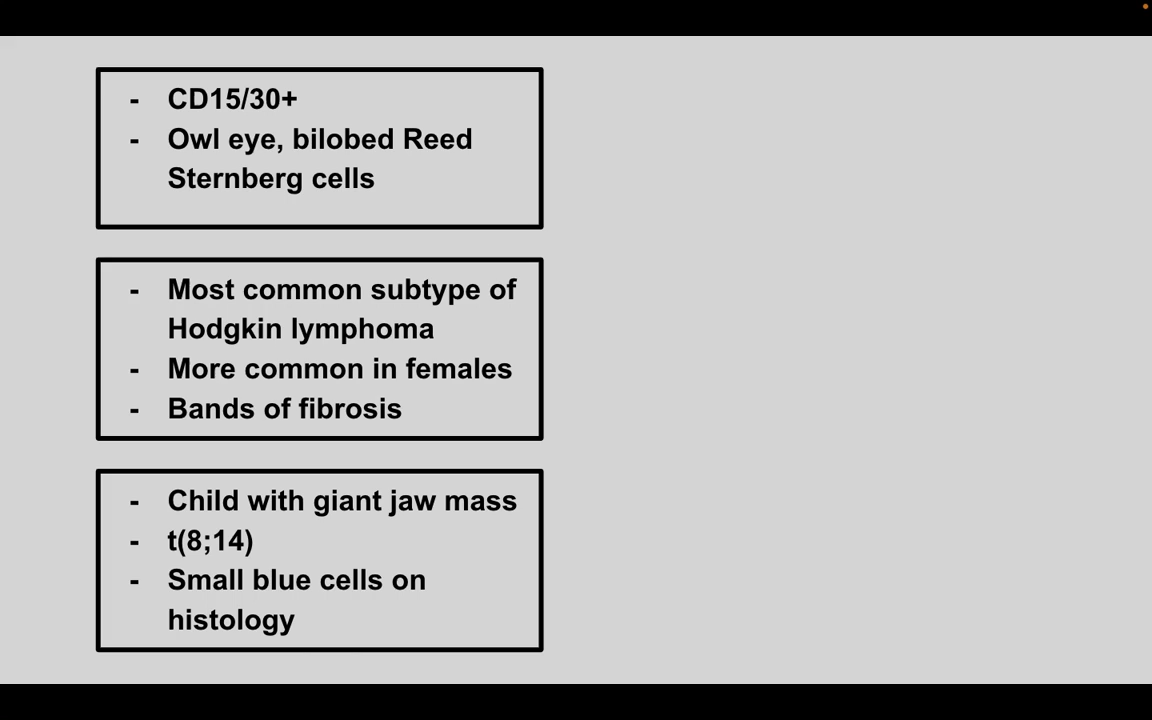 - CD15/30+
- Owl eye, bilobed Reed
Sternberg cells
- Most common subtype of
Hodgkin lymphoma
- More common in females
- Bands of fibrosis
- Child with giant jaw mass
- t(8;14)
- Small blue cells on
histology